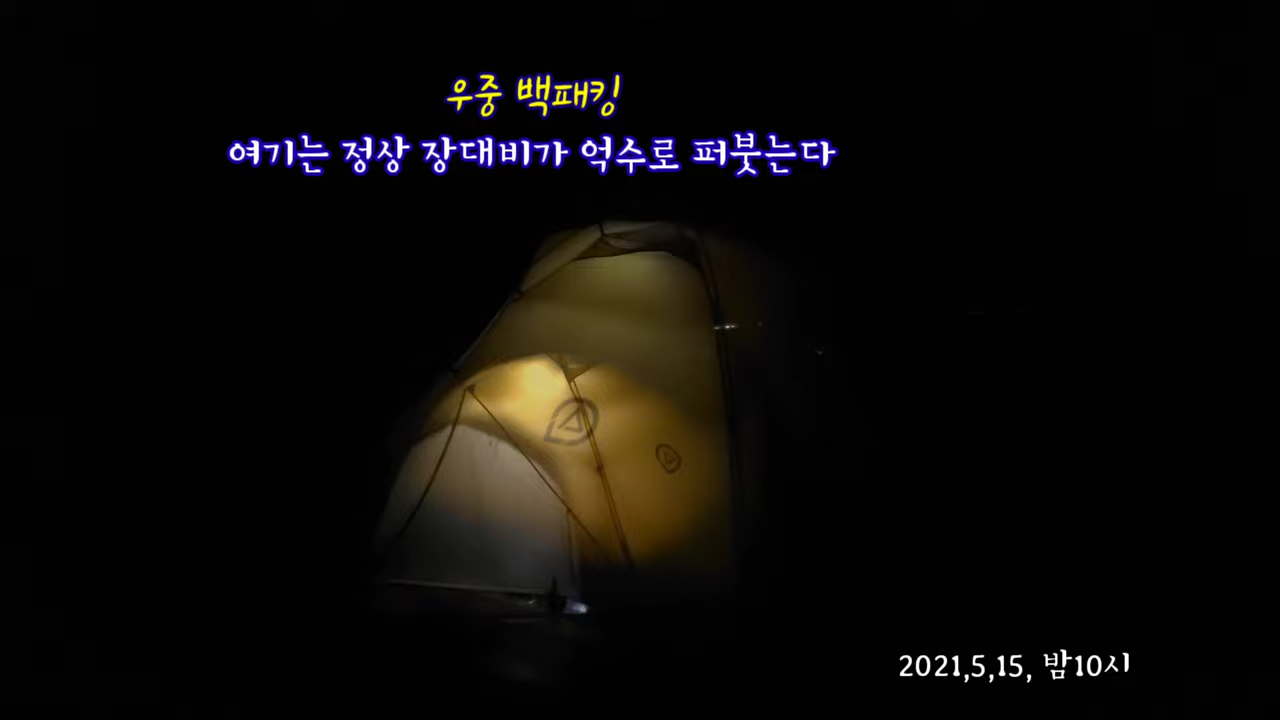 우중 백패킹
여기는 정상 장대비가 억수로 퍼붓는다
2021,5,15, 밤10시